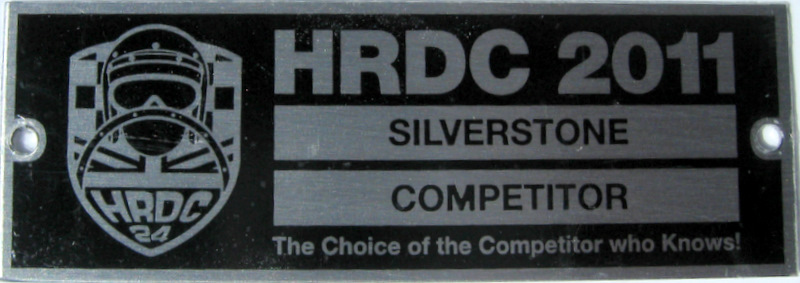 HRDC 2011
SILVERSTONE
COMPETITOR
The Choice of the Competitor who Knows!
HRDC
24